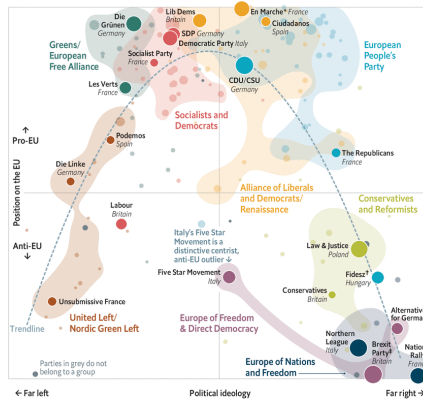 Lib Dems
Britain
En Marche* France
Die
Grünen
Germany
SDP Germany
Ciudadanos
Spain
Democratic Party Italy
Greens/
European
Free Alliance
Socialist Party
France
European
People's
Party
CDU/CSU
Germany
Les Verts
France
Socialists and
Democrats
↑
Pro-EU
Podemos
Spain
The Republicans
France
Die Linke
Germany
Position on the EU
Alliance of Liberals
and Democrats/
Renaissance
Labour
Britain
Conservatives
and Reformists
Anti-EU
↓
Italy's Five Star
Movement is a
distinctive centrist,
anti-EU outlier ↓
Law & Justice
Poland
Five Star Movement
Italy
Fidesz†
Hungary
Conservatives
Britain
Unsubmissive France
United Left/
Nordic Green Left
Trendline
Europe of Freedom
& Direct Democracy
Alternative
for Germ
Northern
League
Italy
Brexit
Party‡
Britain
Parties in grey do not
belong to a group
Europe of Nations
and Freedom
Nation
Rally
Fran
← Far left
Political ideology
Far right →